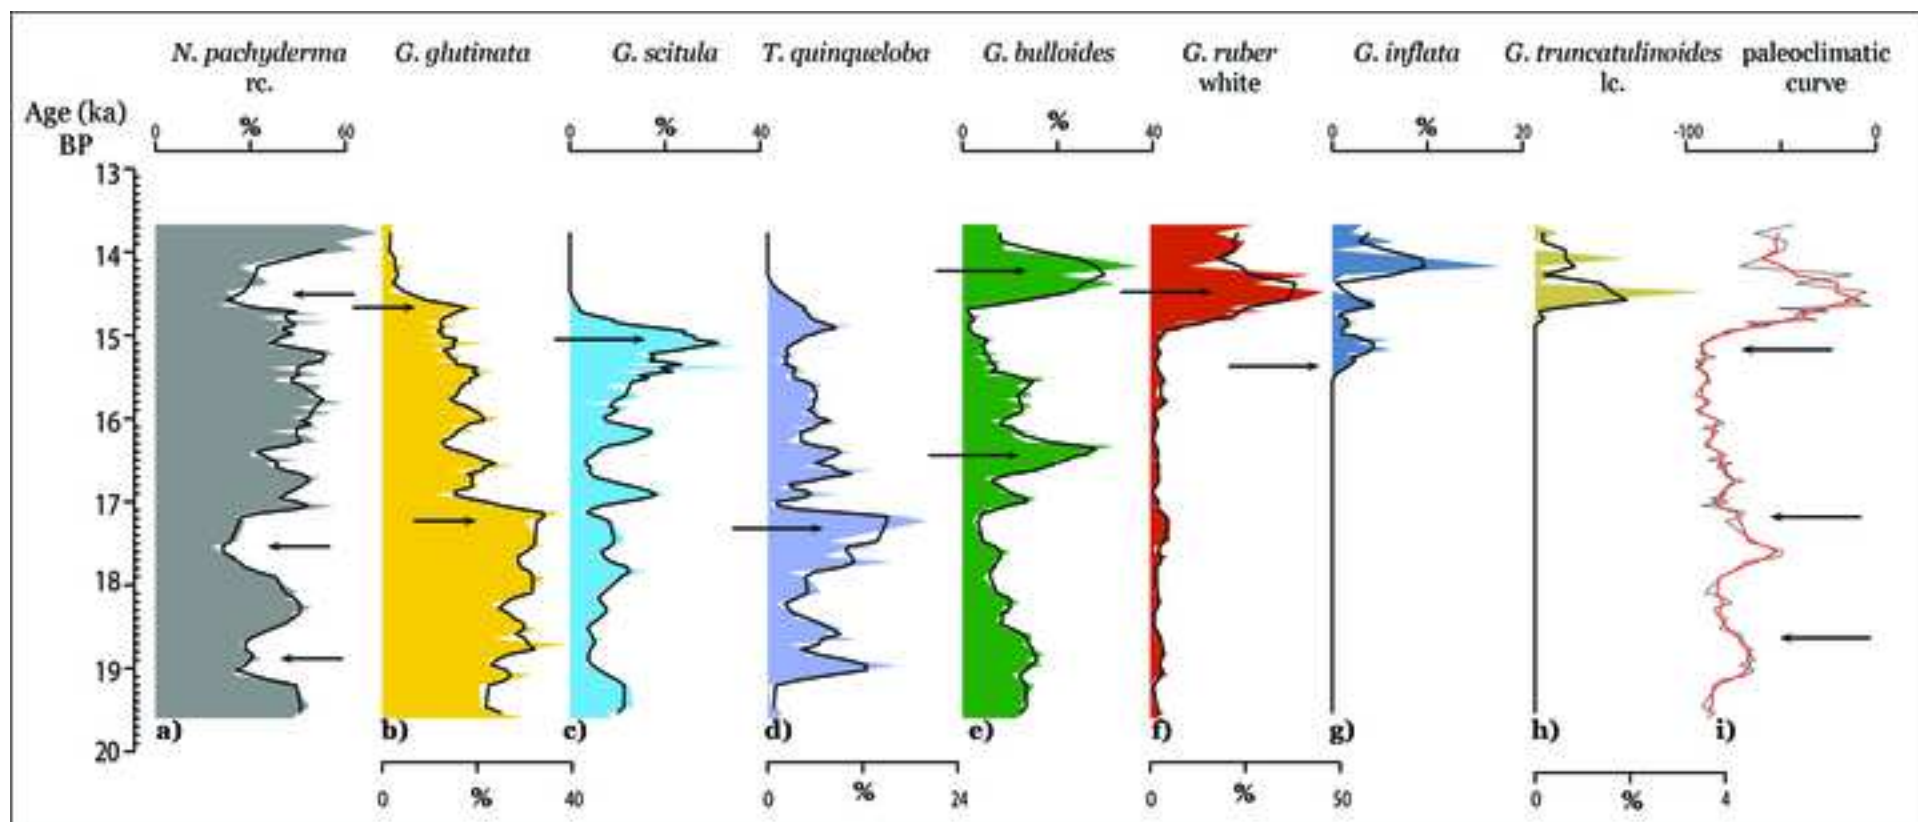 N. pachyderma G. glutinata G. scitula T. quinqueloba G. bulloides G. ruber G. inflata G. truncatulinoides paleoclimatic
rc. white lc. curve
Age (ka)
BP
0 % 60 0 % 40 0 % 40 0 % 20 -100 0
13
14
15
16
17
18
19
20
a) b) c) d) e) f) g) h) i)
0 % 40 0 % 24 0 % 50 0 % 4